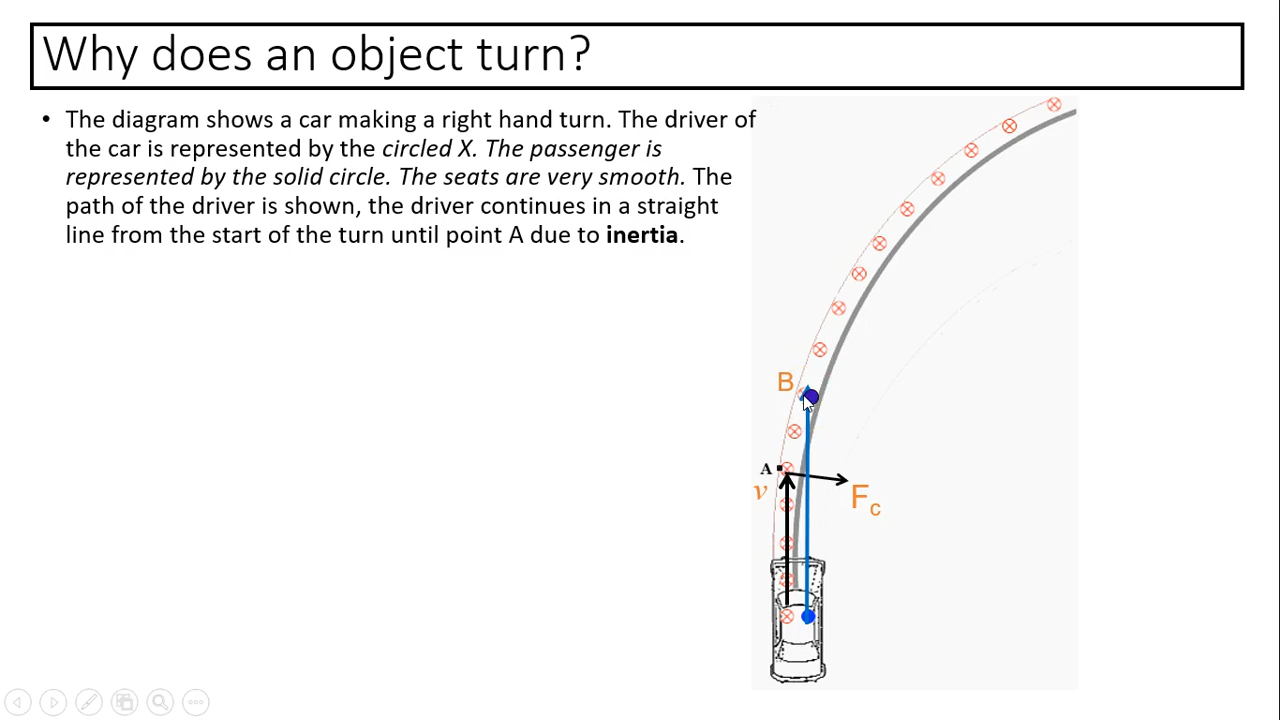 Why does an object turn?
• The diagram shows a car making a right hand turn. The driver of
the car is represented by the circled X. The passenger is
represented by the solid circle. The seats are very smooth. The
path of the driver is shown, the driver continues in a straight
line from the start of the turn until point A due to inertia.
B
A
v
Fc